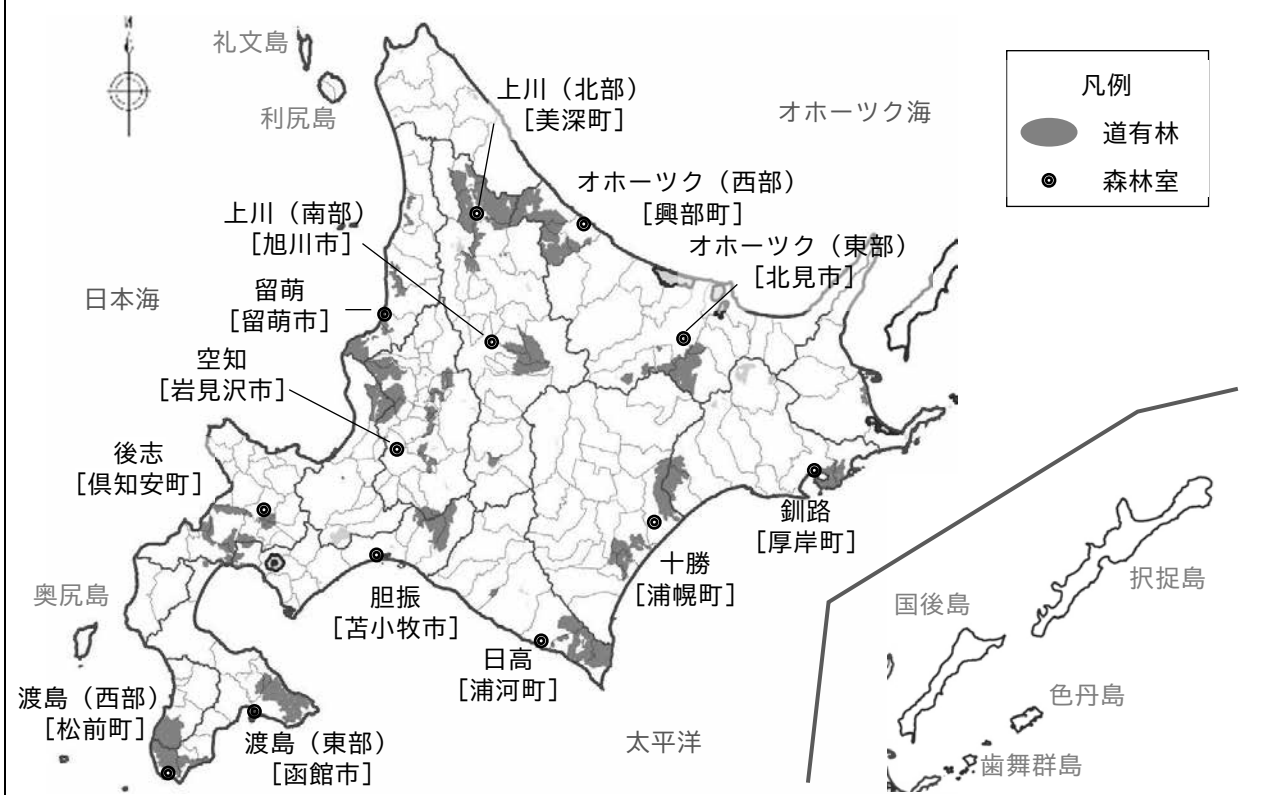 N
礼文島
利尻島
上川（北部）
［美深町］
オホーツク海
凡例
道有林
森林室
オホーツク（西部）
［興部町］
上川（南部）
［旭川市］
オホーツク（東部）
［北見市］
日本海
留萌
［留萌市］
空知
［岩見沢市］
後志
［倶知安町］
釧路
［厚岸町］
十勝
［浦幌町］
胆振
［苫小牧市］
日高
［浦河町］
奥尻島
渡島（西部）
［松前町］
渡島（東部）
［函館市］
太平洋
国後島
択捉島
色丹島
歯舞群島